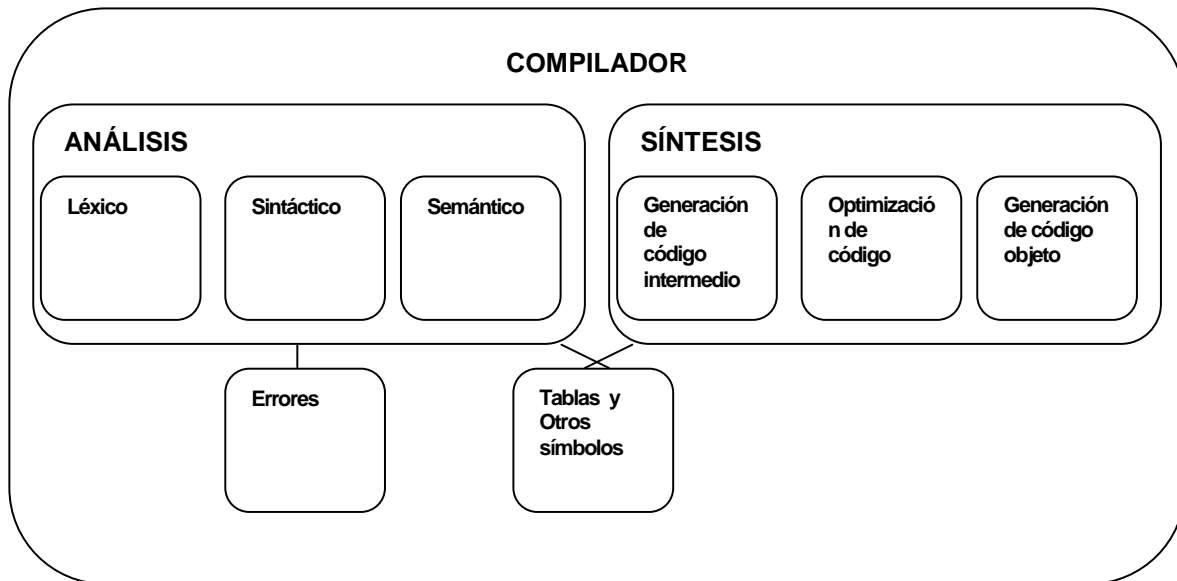 COMPILADOR
ANÁLISIS
Léxico
Sintáctico
Semántico
SÍNTESIS
Generación
de
código
intermedio
Optimizació
n de
código
Generación
de código
objeto
Errores
Tablas y
Otros
símbolos